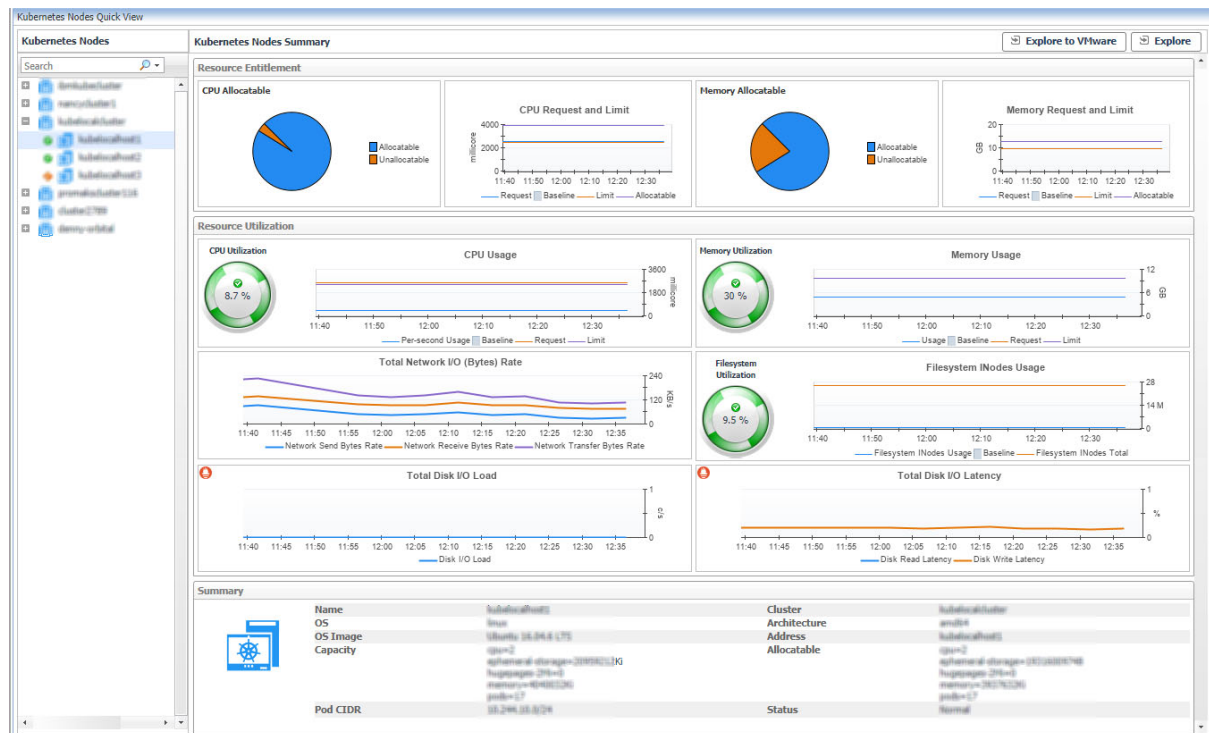 Kubernetes Nodes Quick View
Kubernetes Nodes
Kubernetes Nodes Summary
Explore to VMware
Explore
Search
Resource Entitlement
CPU Allocatable
Allocatable
Unallocatable
CPU Request and Limit
millicore
4000
2000
0
11:40 11:50 12:00 12:10 12:20 12:30
Request Baseline Limit Allocatable
Memory Allocatable
Allocatable
Unallocatable
Memory Request and Limit
GB
20
10
0
11:40 11:50 12:00 12:10 12:20 12:30
Request Baseline Limit Allocatable
Resource Utilization
CPU Utilization
8.7 %
CPU Usage
3600
1800
0
millicore
11:40 11:50 12:00 12:10 12:20 12:30
Per-second Usage Baseline Request Limit
Memory Utilization
30 %
Memory Usage
12
6
0
GB
11:40 11:50 12:00 12:10 12:20 12:30
Usage Baseline Request Limit
Total Network I/O (Bytes) Rate
240
120
0
KB/s
11:40 11:45 11:50 11:55 12:00 12:05 12:10 12:15 12:20 12:25 12:30 12:35
Network Send Bytes Rate Network Receive Bytes Rate Network Transfer Bytes Rate
Filesystem
Utilization
9.5 %
Filesystem INodes Usage
28
14 M
0
11:40 11:50 12:00 12:10 12:20 12:30
Filesystem INodes Usage Baseline Filesystem INodes Total
Total Disk I/O Load
1
0
c/s
11:40 11:45 11:50 11:55 12:00 12:05 12:10 12:15 12:20 12:25 12:30 12:35
Disk I/O Load
Total Disk I/O Latency
1
0
%
11:40 11:45 11:50 11:55 12:00 12:05 12:10 12:15 12:20 12:25 12:30 12:35
Disk Read Latency Disk Write Latency
Summary
Name
Cluster
OS
Architecture
OS Image
Address
Capacity
Allocatable
Ki
Pod CIDR
Status